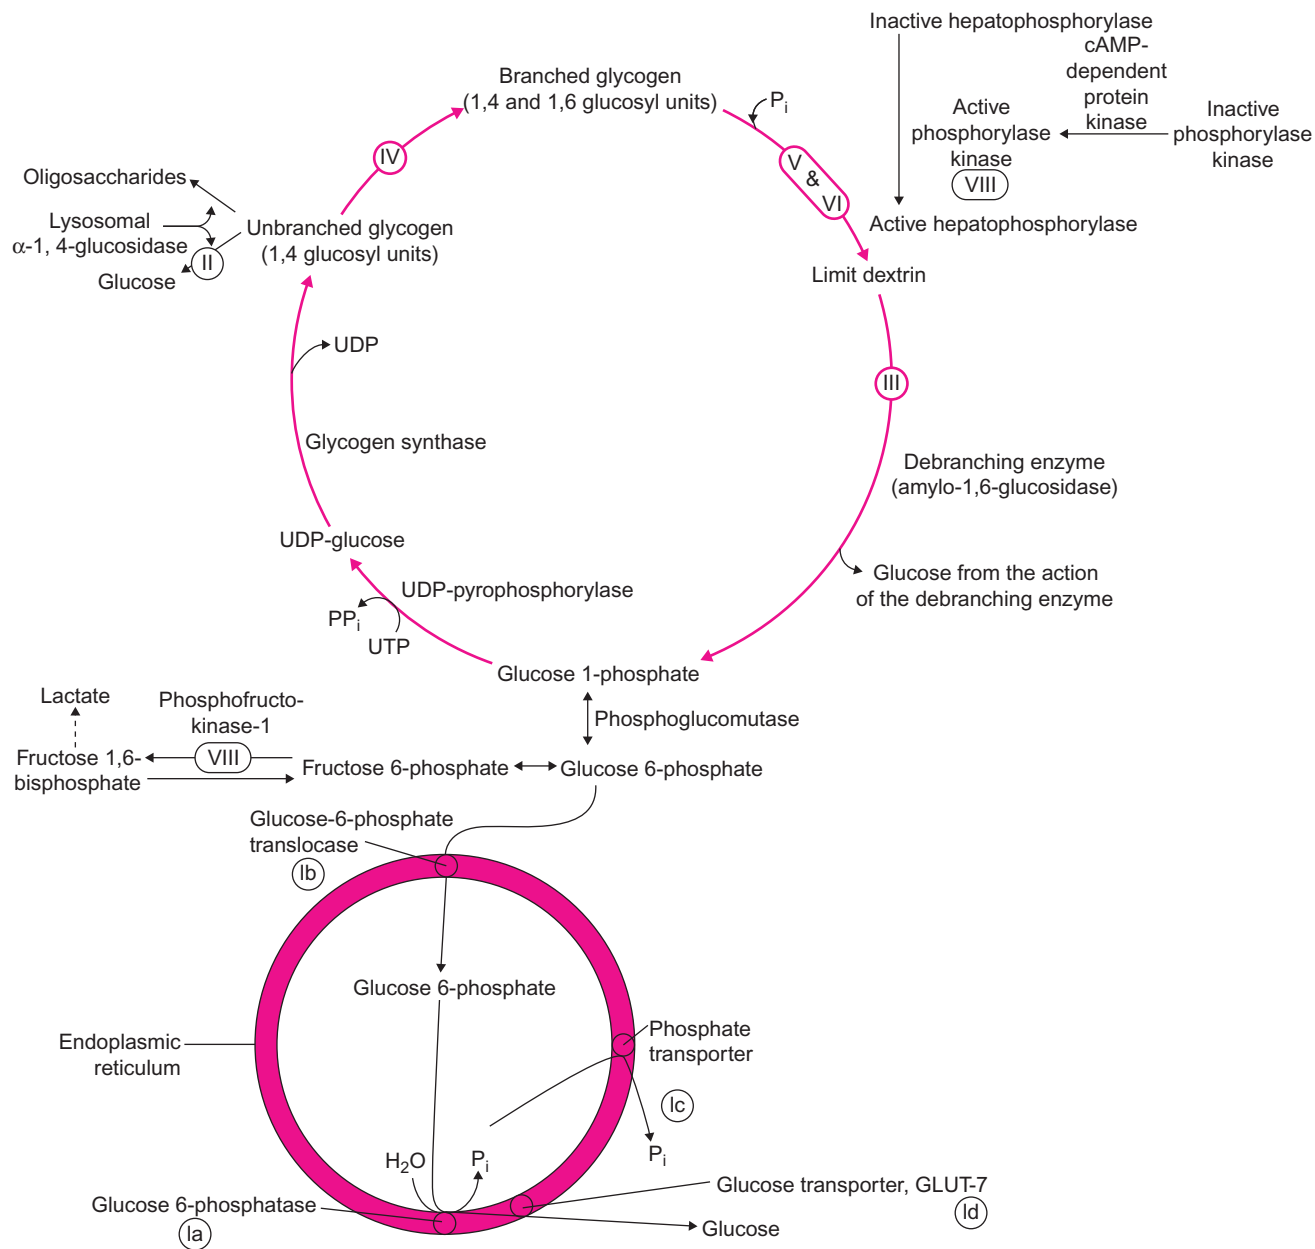 Inactive hepatophosphorylase
cAMP-
dependent
protein
kinase
Active
phosphorylase
kinase
VIII
Inactive
phosphorylase
kinase
Active hepatophosphorylase
Branched glycogen
(1,4 and 1,6 glucosyl units)
Pi
IV
V
&
VI
Oligosaccharides
Lysosomal
α-1, 4-glucosidase
II
Glucose
Unbranched glycogen
(1,4 glucosyl units)
Limit dextrin
UDP
III
Glycogen synthase
Debranching enzyme
(amylo-1,6-glucosidase)
UDP-glucose
UDP-pyrophosphorylase
PPi
UTP
Glucose from the action
of the debranching enzyme
Glucose 1-phosphate
Phosphoglucomutase
Lactate
Phosphofructo-
kinase-1
VIII
Fructose 1,6-
bisphosphate
Fructose 6-phosphate
Glucose 6-phosphate
Glucose-6-phosphate
translocase
Ib
Glucose 6-phosphate
Endoplasmic
reticulum
Phosphate
transporter
Ic
Pi
H2O
Pi
Glucose 6-phosphatase
Ia
Glucose transporter, GLUT-7
Id
Glucose